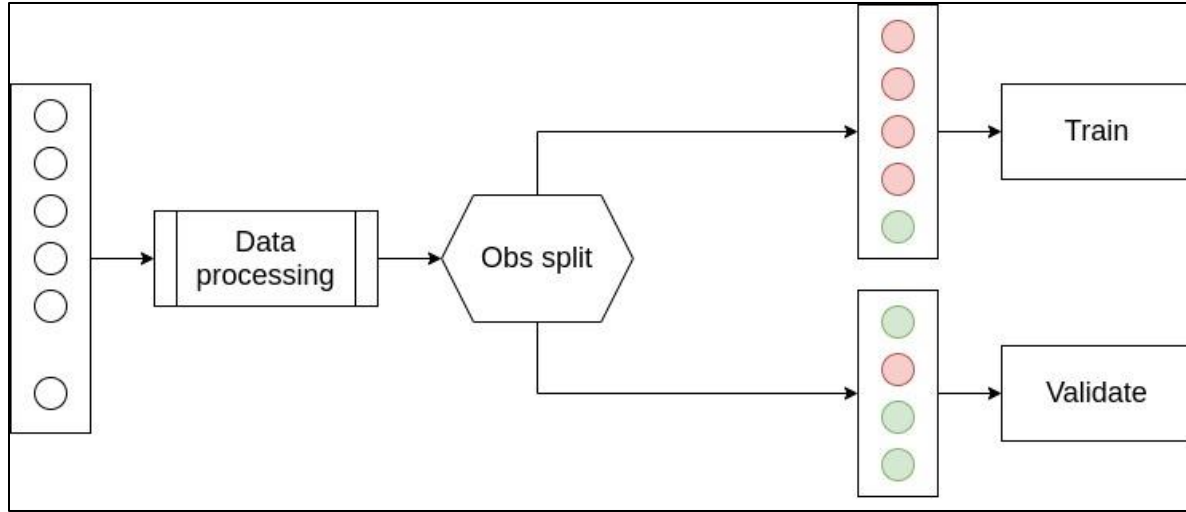 Data
processing
Obs split
Train
Validate